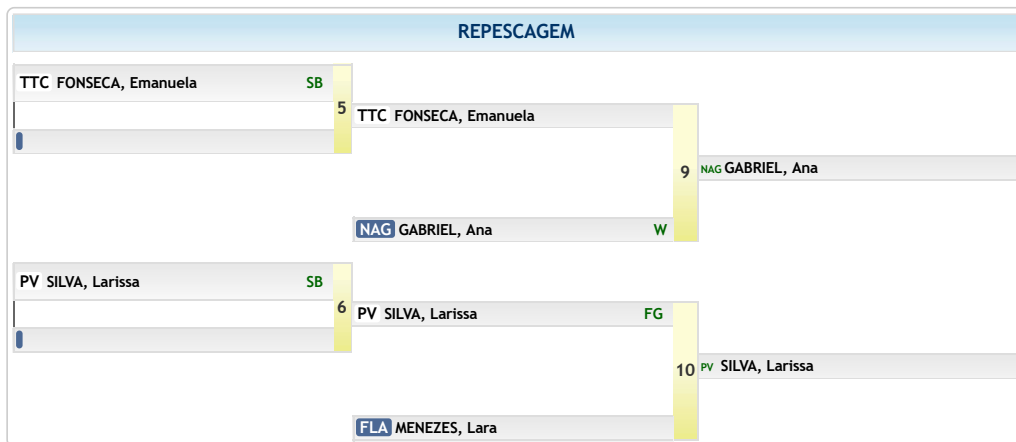 REPESCAGEM
TTC FONSECA, Emanuela SB
5
TTC FONSECA, Emanuela
9
NAG GABRIEL, Ana
NAG GABRIEL, Ana W
PV SILVA, Larissa SB
6
PV SILVA, Larissa FG
10
PV SILVA, Larissa
FLA MENEZES, Lara